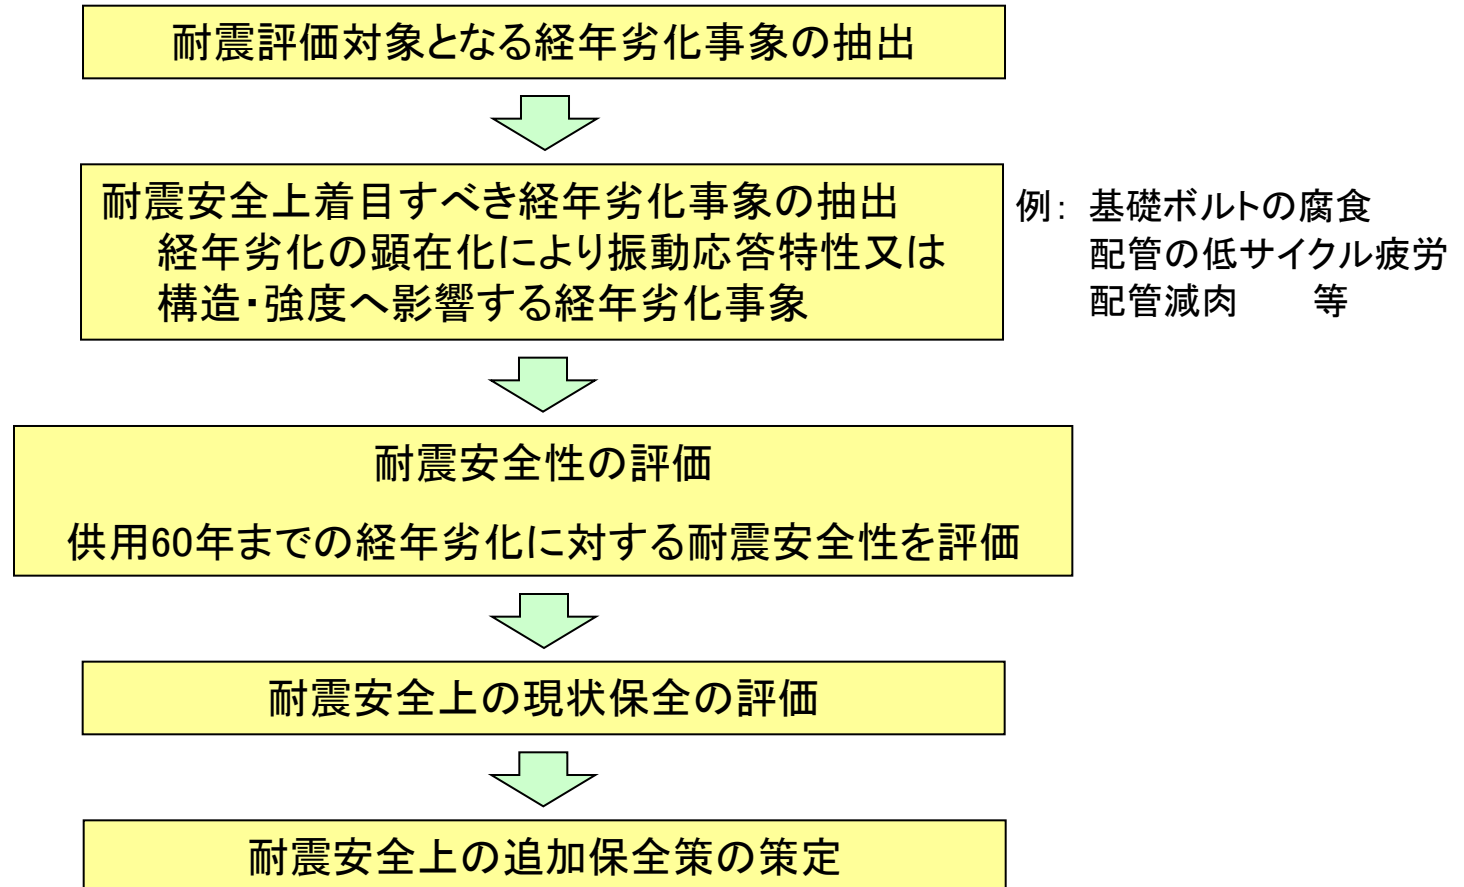 耐震評価対象となる経年劣化事象の抽出
耐震安全上着目すべき経年劣化事象の抽出
経年劣化の顕在化により振動応答特性又は
構造・強度へ影響する経年劣化事象
例： 基礎ボルトの腐食
配管の低サイクル疲労
配管減肉　　等
耐震安全性の評価
供用60年までの経年劣化に対する耐震安全性を評価
耐震安全上の現状保全の評価
耐震安全上の追加保全策の策定